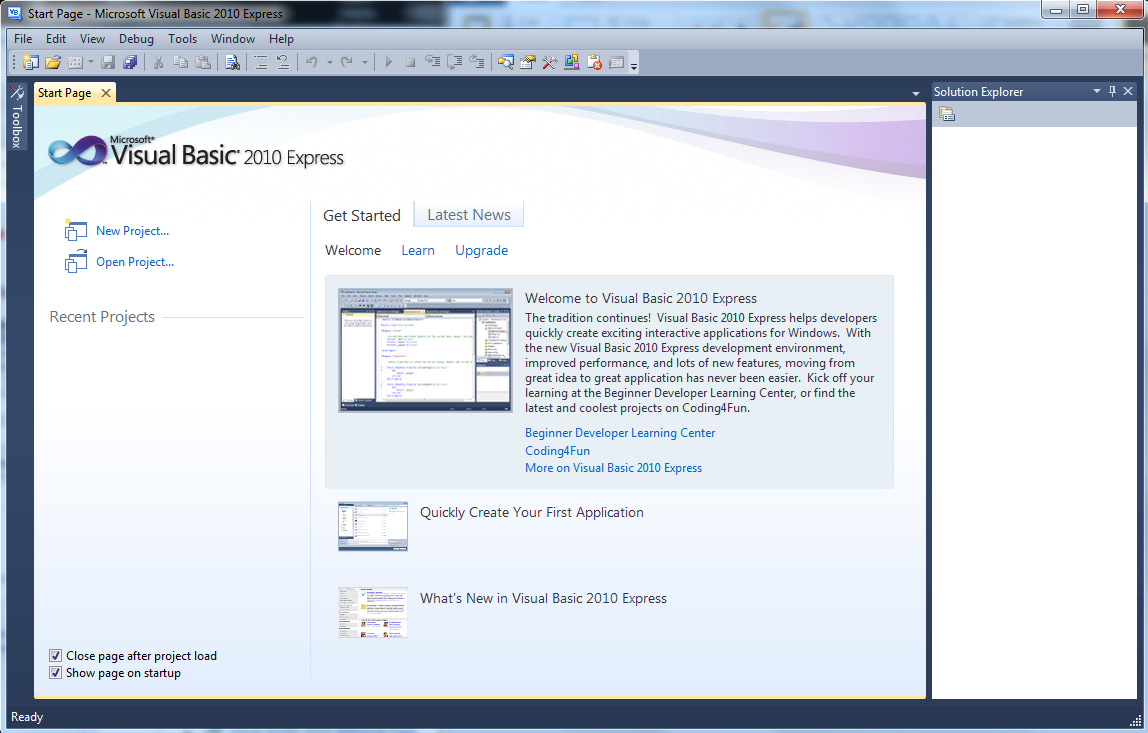 Start Page - Microsoft Visual Basic 2010 Express
File Edit View Debug Tools Window Help
Toolbox
Start Page
Solution Explorer
Microsoft®
Visual Basic® 2010 Express
New Project...
Open Project...
Recent Projects
Get Started Latest News
Welcome Learn Upgrade
Welcome to Visual Basic 2010 Express
The tradition continues! Visual Basic 2010 Express helps developers
quickly create exciting interactive applications for Windows. With
the new Visual Basic 2010 Express development environment,
improved performance, and lots of new features, moving from
great idea to great application has never been easier. Kick off your
learning at the Beginner Developer Learning Center, or find the
latest and coolest projects on Coding4Fun.
Beginner Developer Learning Center
Coding4Fun
More on Visual Basic 2010 Express
Quickly Create Your First Application
What's New in Visual Basic 2010 Express
Close page after project load
Show page on startup
Ready